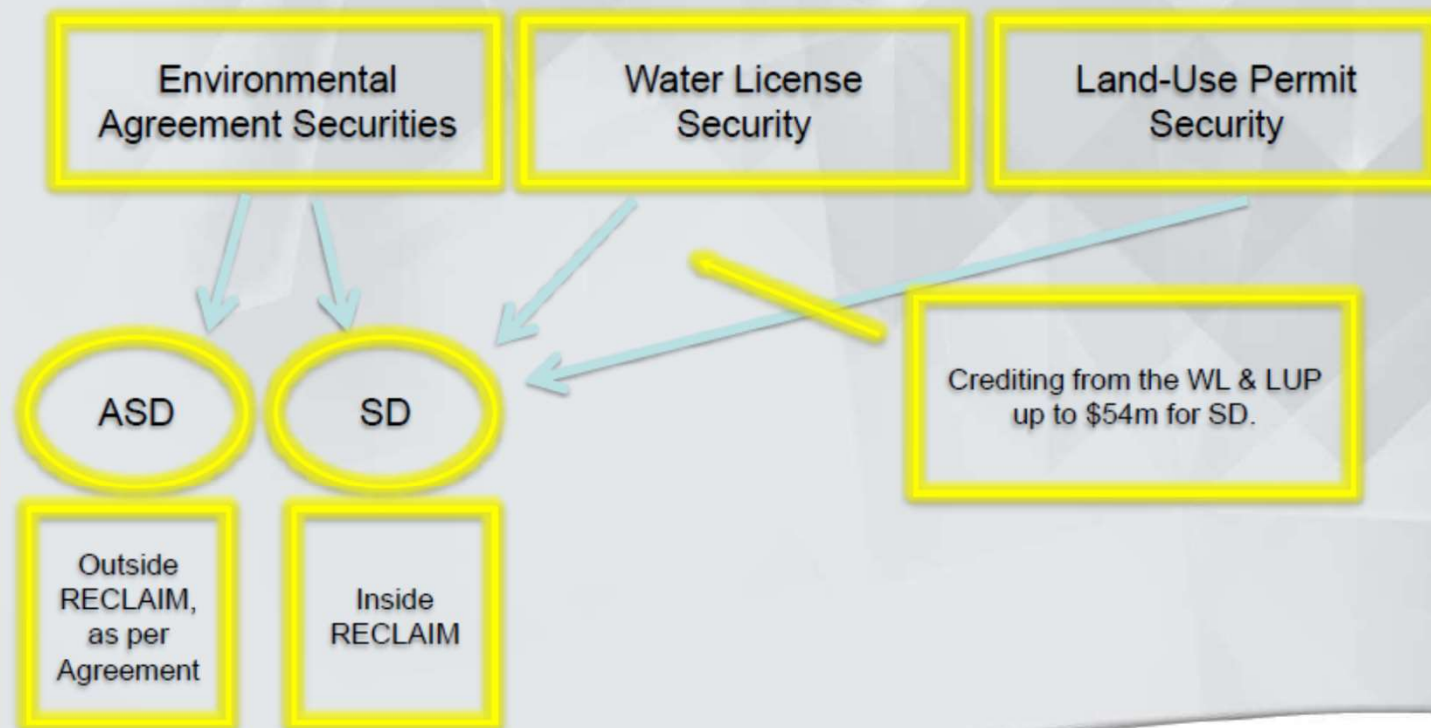 Environmental
Agreement Securities
Water License
Security
Land-Use Permit
Security
ASD
SD
Crediting from the WL & LUP
up to $54m for SD.
Outside
RECLAIM,
as per
Agreement
Inside
RECLAIM